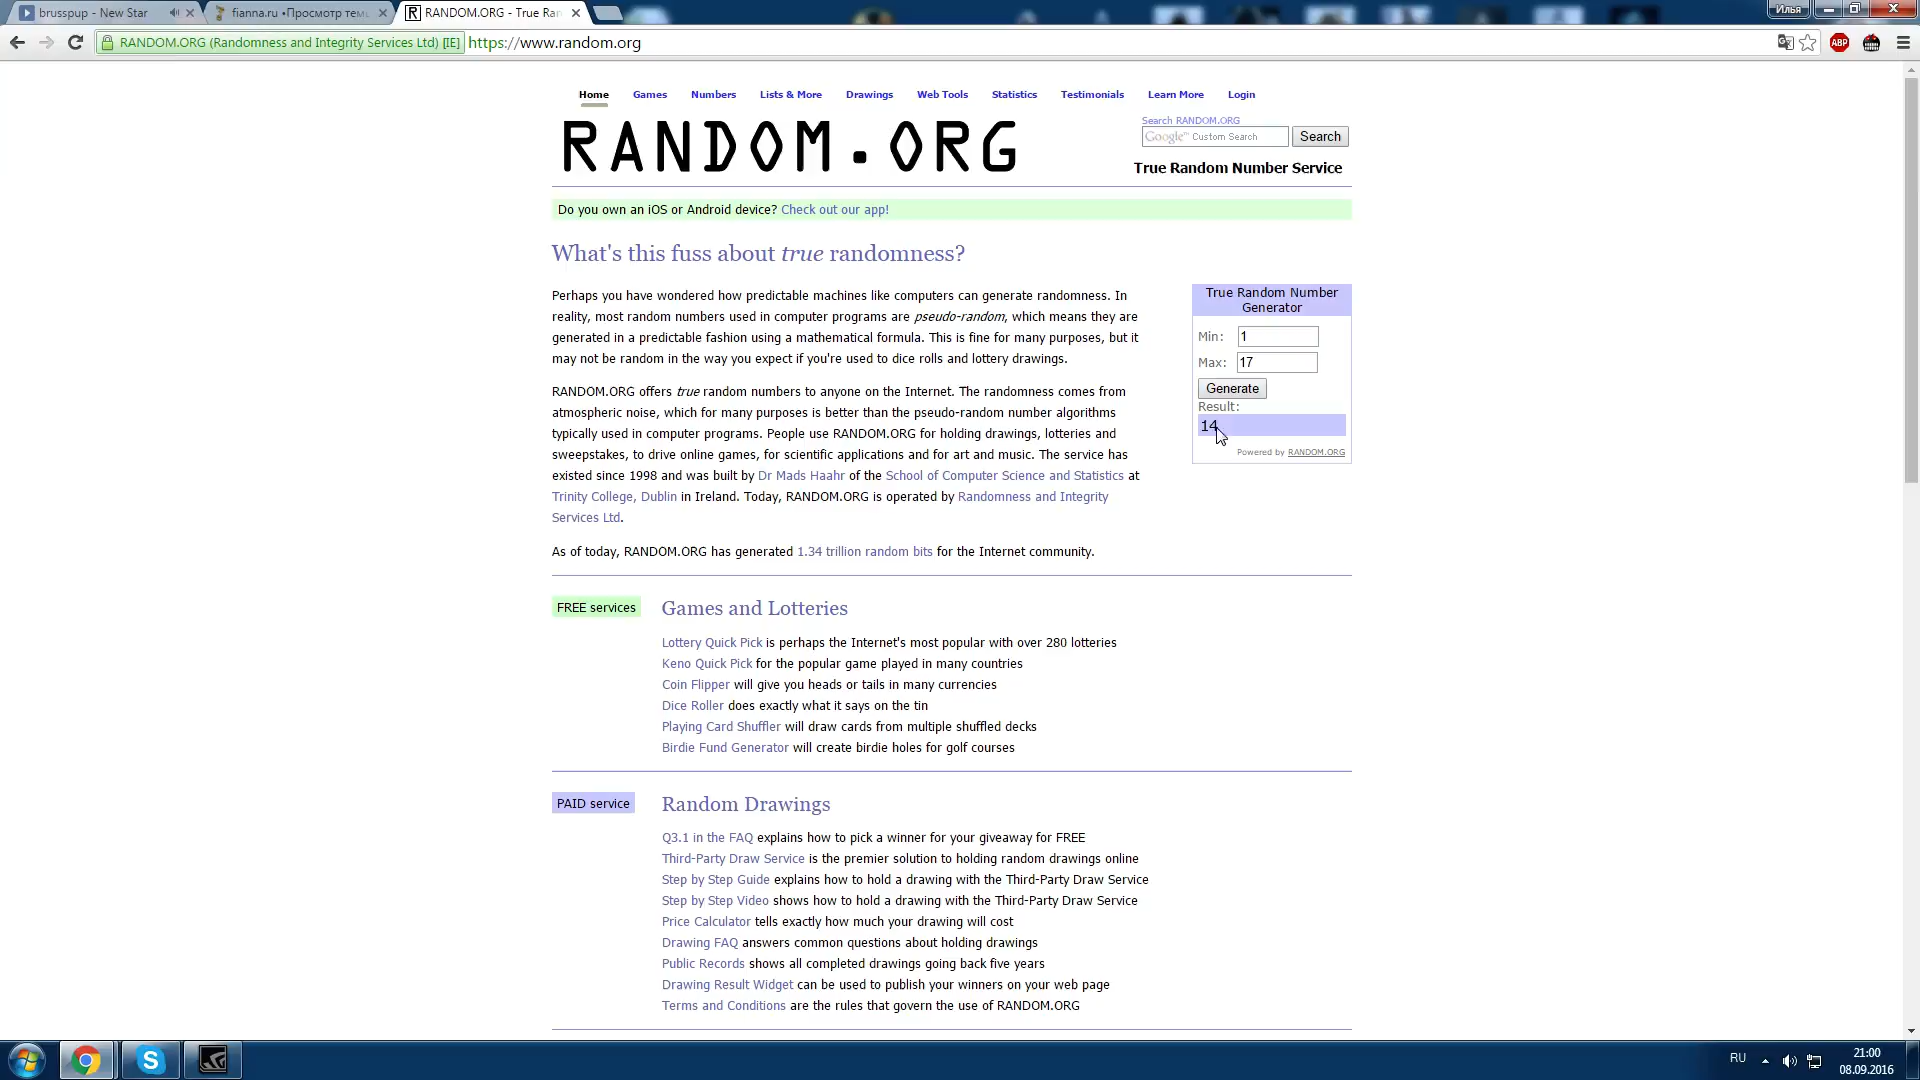 brusspup - New Star
fianna.ru •Просмотр темы
RANDOM.ORG - True Ran
Илья
RANDOM.ORG (Randomness and Integrity Services Ltd) [IE] https://www.random.org
ABP
Home Games Numbers Lists & More Drawings Web Tools Statistics Testimonials Learn More Login
RANDOM.ORG
Search RANDOM.ORG
Google™ Custom Search Search
True Random Number Service
Do you own an iOS or Android device? Check out our app!
What's this fuss about true randomness?
Perhaps you have wondered how predictable machines like computers can generate randomness. In
reality, most random numbers used in computer programs are pseudo-random, which means they are
generated in a predictable fashion using a mathematical formula. This is fine for many purposes, but it
may not be random in the way you expect if you're used to dice rolls and lottery drawings.
RANDOM.ORG offers true random numbers to anyone on the Internet. The randomness comes from
atmospheric noise, which for many purposes is better than the pseudo-random number algorithms
typically used in computer programs. People use RANDOM.ORG for holding drawings, lotteries and
sweepstakes, to drive online games, for scientific applications and for art and music. The service has
existed since 1998 and was built by Dr Mads Haahr of the School of Computer Science and Statistics at
Trinity College, Dublin in Ireland. Today, RANDOM.ORG is operated by Randomness and Integrity
Services Ltd.
As of today, RANDOM.ORG has generated 1.34 trillion random bits for the Internet community.
True Random Number
Generator
Min: 1
Max: 17
Generate
Result:
14
Powered by RANDOM.ORG
FREE services
Games and Lotteries
Lottery Quick Pick is perhaps the Internet's most popular with over 280 lotteries
Keno Quick Pick for the popular game played in many countries
Coin Flipper will give you heads or tails in many currencies
Dice Roller does exactly what it says on the tin
Playing Card Shuffler will draw cards from multiple shuffled decks
Birdie Fund Generator will create birdie holes for golf courses
PAID service
Random Drawings
Q3.1 in the FAQ explains how to pick a winner for your giveaway for FREE
Third-Party Draw Service is the premier solution to holding random drawings online
Step by Step Guide explains how to hold a drawing with the Third-Party Draw Service
Step by Step Video shows how to hold a drawing with the Third-Party Draw Service
Price Calculator tells exactly how much your drawing will cost
Drawing FAQ answers common questions about holding drawings
Public Records shows all completed drawings going back five years
Drawing Result Widget can be used to publish your winners on your web page
Terms and Conditions are the rules that govern the use of RANDOM.ORG
RU
21:00
08.09.2016